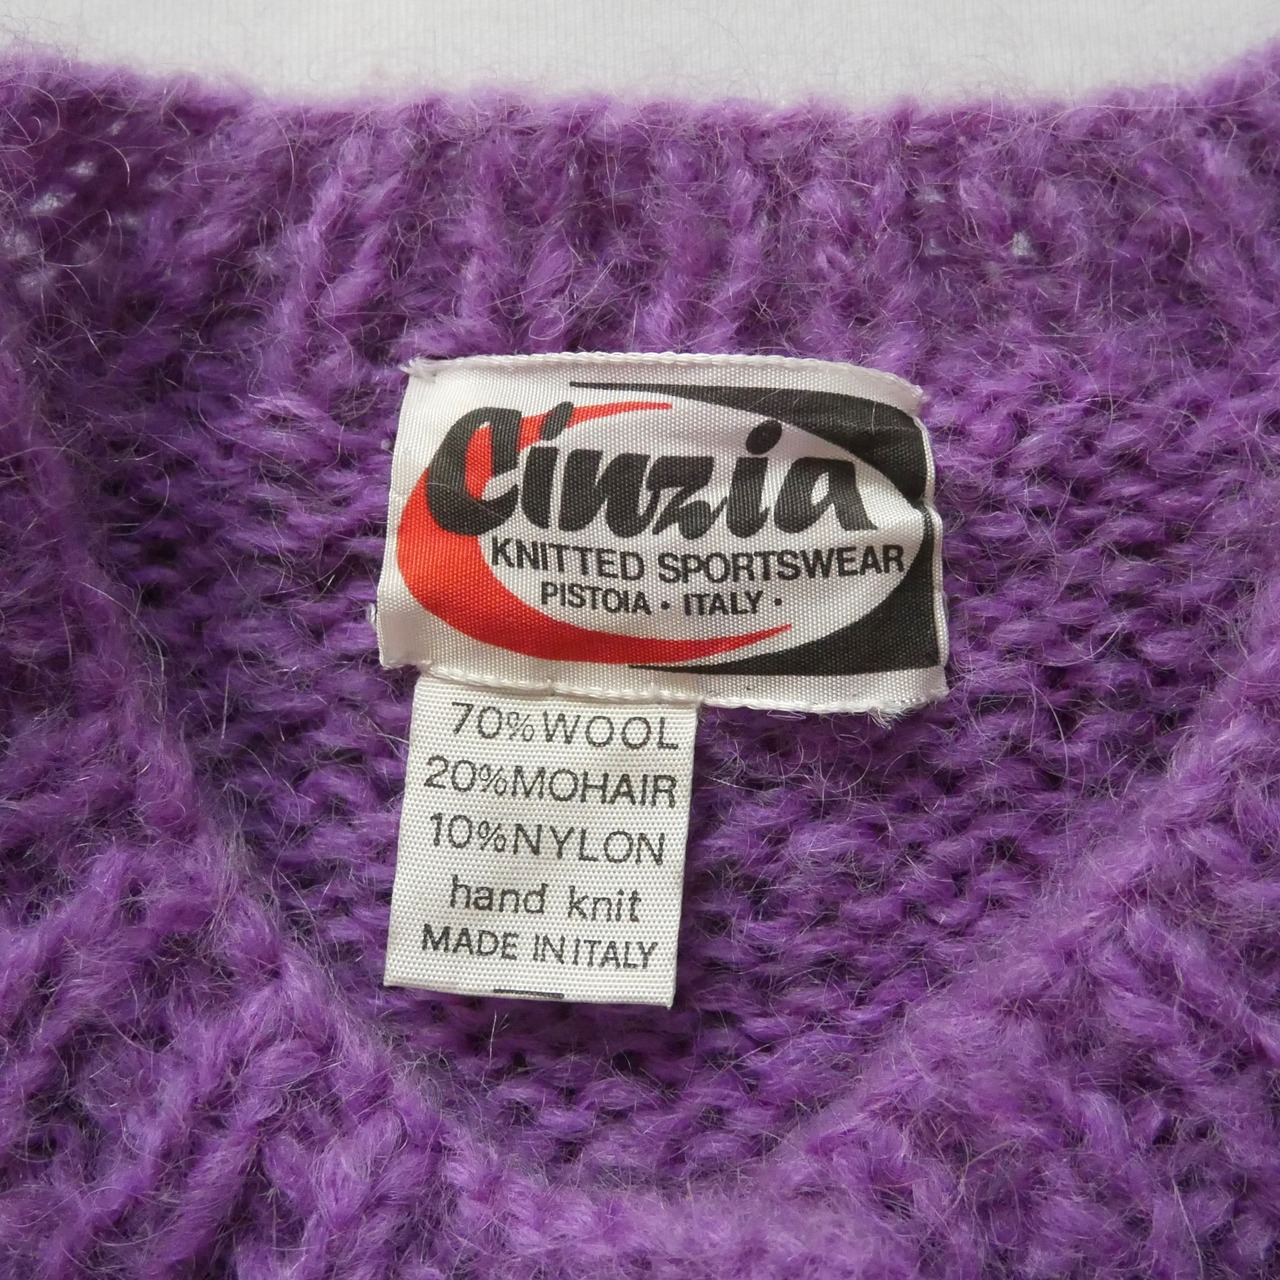 Cinzia
KNITTED SPORTSWEAR
PISTOIA · ITALY ·
70%WOOL
20%MOHAIR
10%NYLON
hand knit
MADE IN ITALY